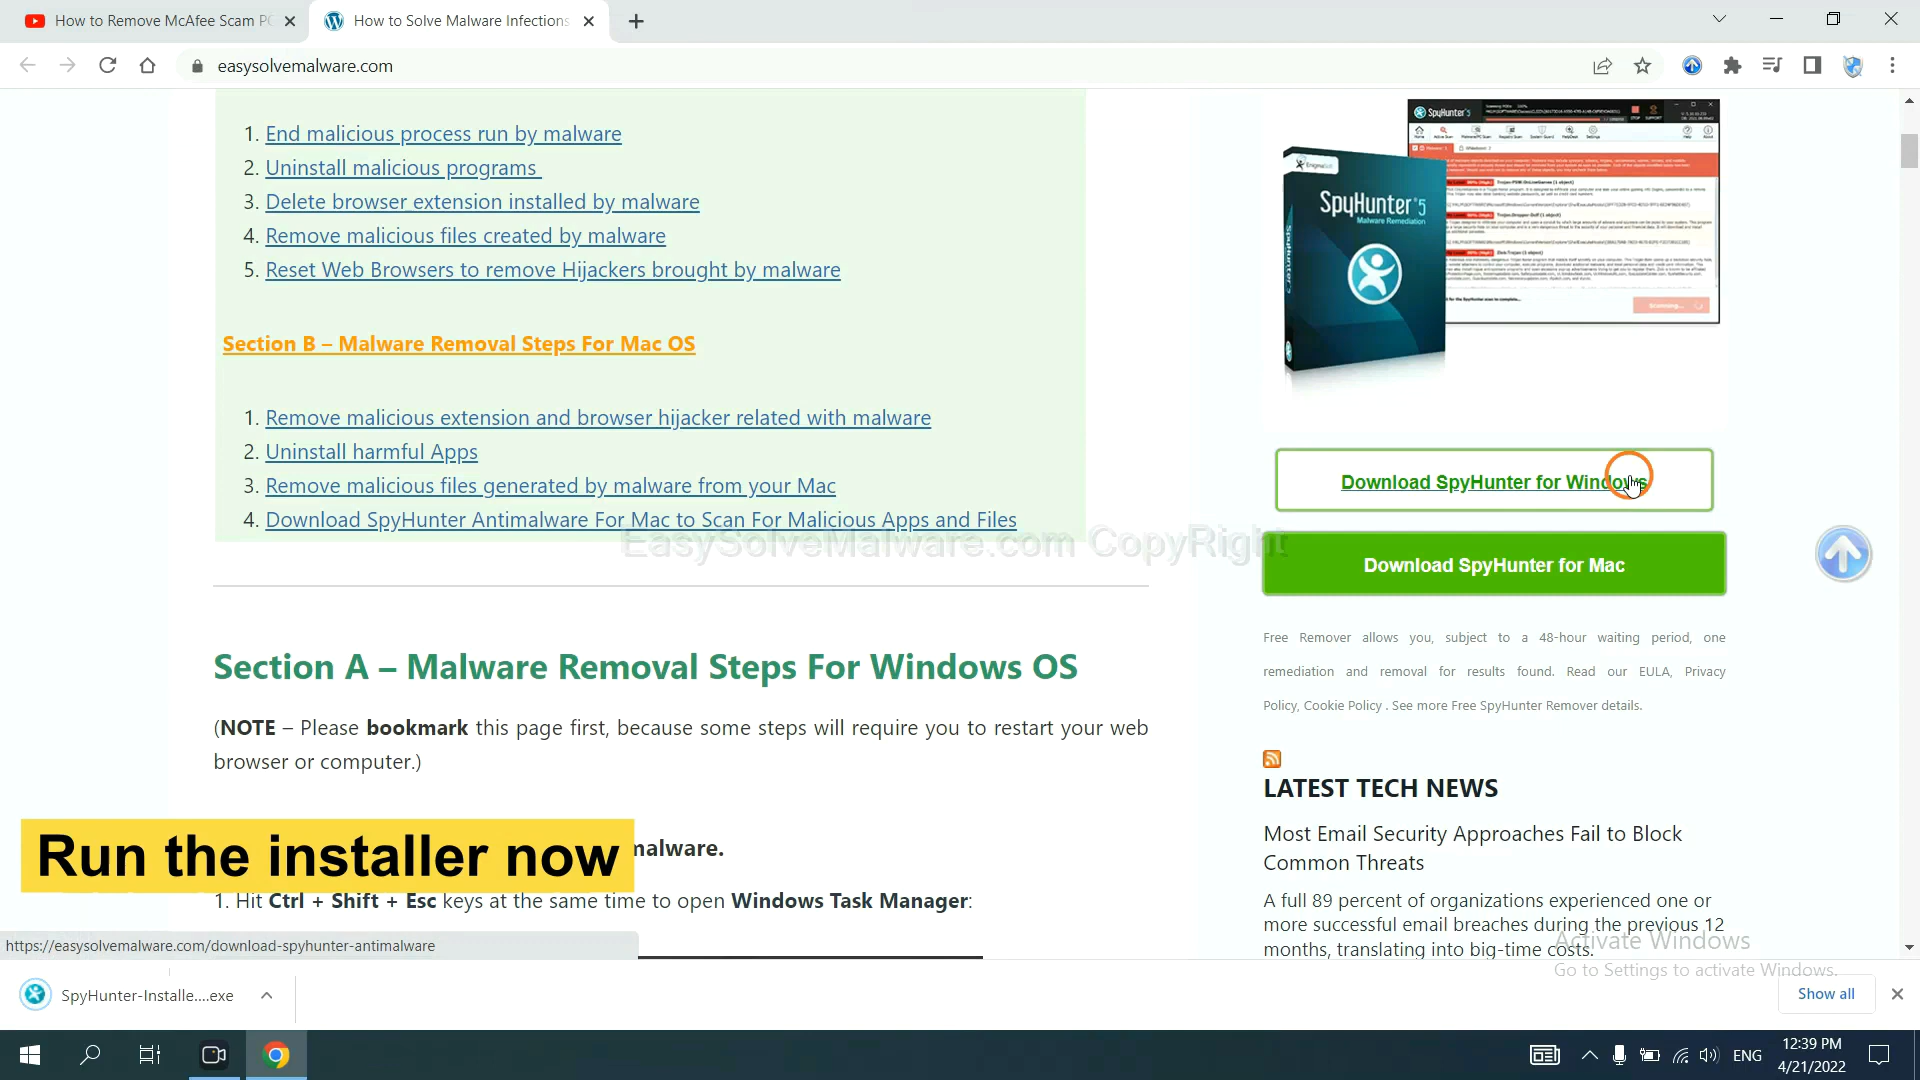 How to Remove McAfee Scam PO
How to Solve Malware Infections
easysolvemalware.com
1. End malicious process run by malware
2. Uninstall malicious programs
3. Delete browser extension installed by malware
4. Remove malicious files created by malware
5. Reset Web Browsers to remove Hijackers brought by malware
Section B – Malware Removal Steps For Mac OS
1. Remove malicious extension and browser hijacker related with malware
2. Uninstall harmful Apps
3. Remove malicious files generated by malware from your Mac
4. Download SpyHunter Antimalware For Mac to Scan For Malicious Apps and Files
EasySolveMalware.com CopyRight
Section A – Malware Removal Steps For Windows OS
(NOTE – Please bookmark this page first, because some steps will require you to restart your web
browser or computer.)
malware.
Run the installer now
1. Hit Ctrl + Shift + Esc keys at the same time to open Windows Task Manager:
https://easysolvemalware.com/download-spyhunter-antimalware
SpyHunter 5
EnigmaSoft
SpyHunter 5
Malware Remediation
SpyHunter 5
Download SpyHunter for Windows
Download SpyHunter for Mac
Free Remover allows you, subject to a 48-hour waiting period, one
remediation and removal for results found. Read our EULA, Privacy
Policy, Cookie Policy . See more Free SpyHunter Remover details.
LATEST TECH NEWS
Most Email Security Approaches Fail to Block
Common Threats
A full 89 percent of organizations experienced one or
more successful email breaches during the previous 12
months, translating into big-time costs.
Activate Windows
Go to Settings to activate Windows.
SpyHunter-Installe....exe
Show all
ENG
12:39 PM
4/21/2022